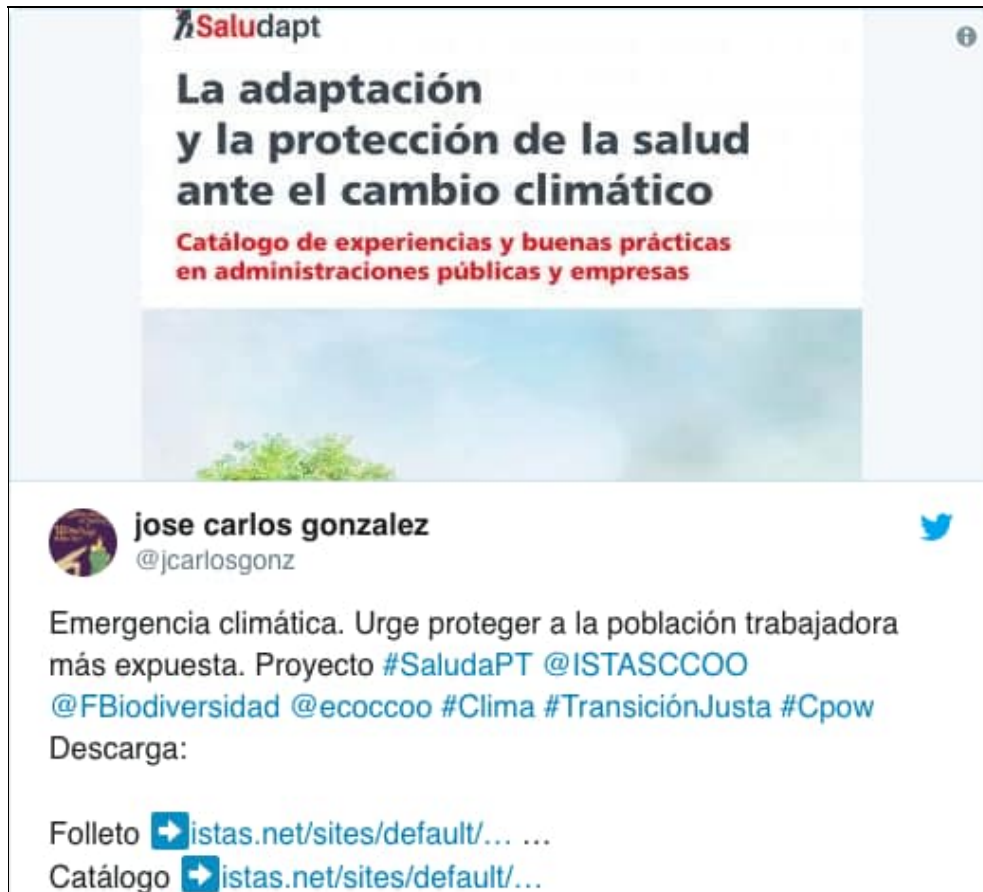 Saludapt
La adaptación
y la protección de la salud
ante el cambio climático
Catálogo de experiencias y buenas prácticas
en administraciones públicas y empresas
jose carlos gonzalez
@jcarlosgonz
Emergencia climática. Urge proteger a la población trabajadora
más expuesta. Proyecto #SaludaPT @ISTASCCOO
@FBiodiversidad @ecoccoo #Clima #TransiciónJusta #Cpow
Descarga:
Folleto ➡istas.net/sites/default/… …
Catálogo ➡istas.net/sites/default/…